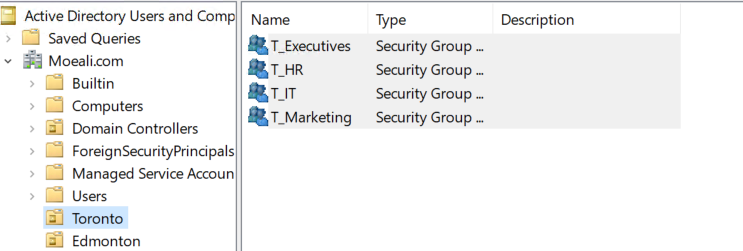 Active Directory Users and Comp
Saved Queries
Moeali.com
Builtin
Computers
Domain Controllers
ForeignSecurityPrincipals
Managed Service Accoun
Users
Toronto
Edmonton
Name Type Description
T_Executives Security Group ...
T_HR Security Group ...
T_IT Security Group ...
T_Marketing Security Group ...